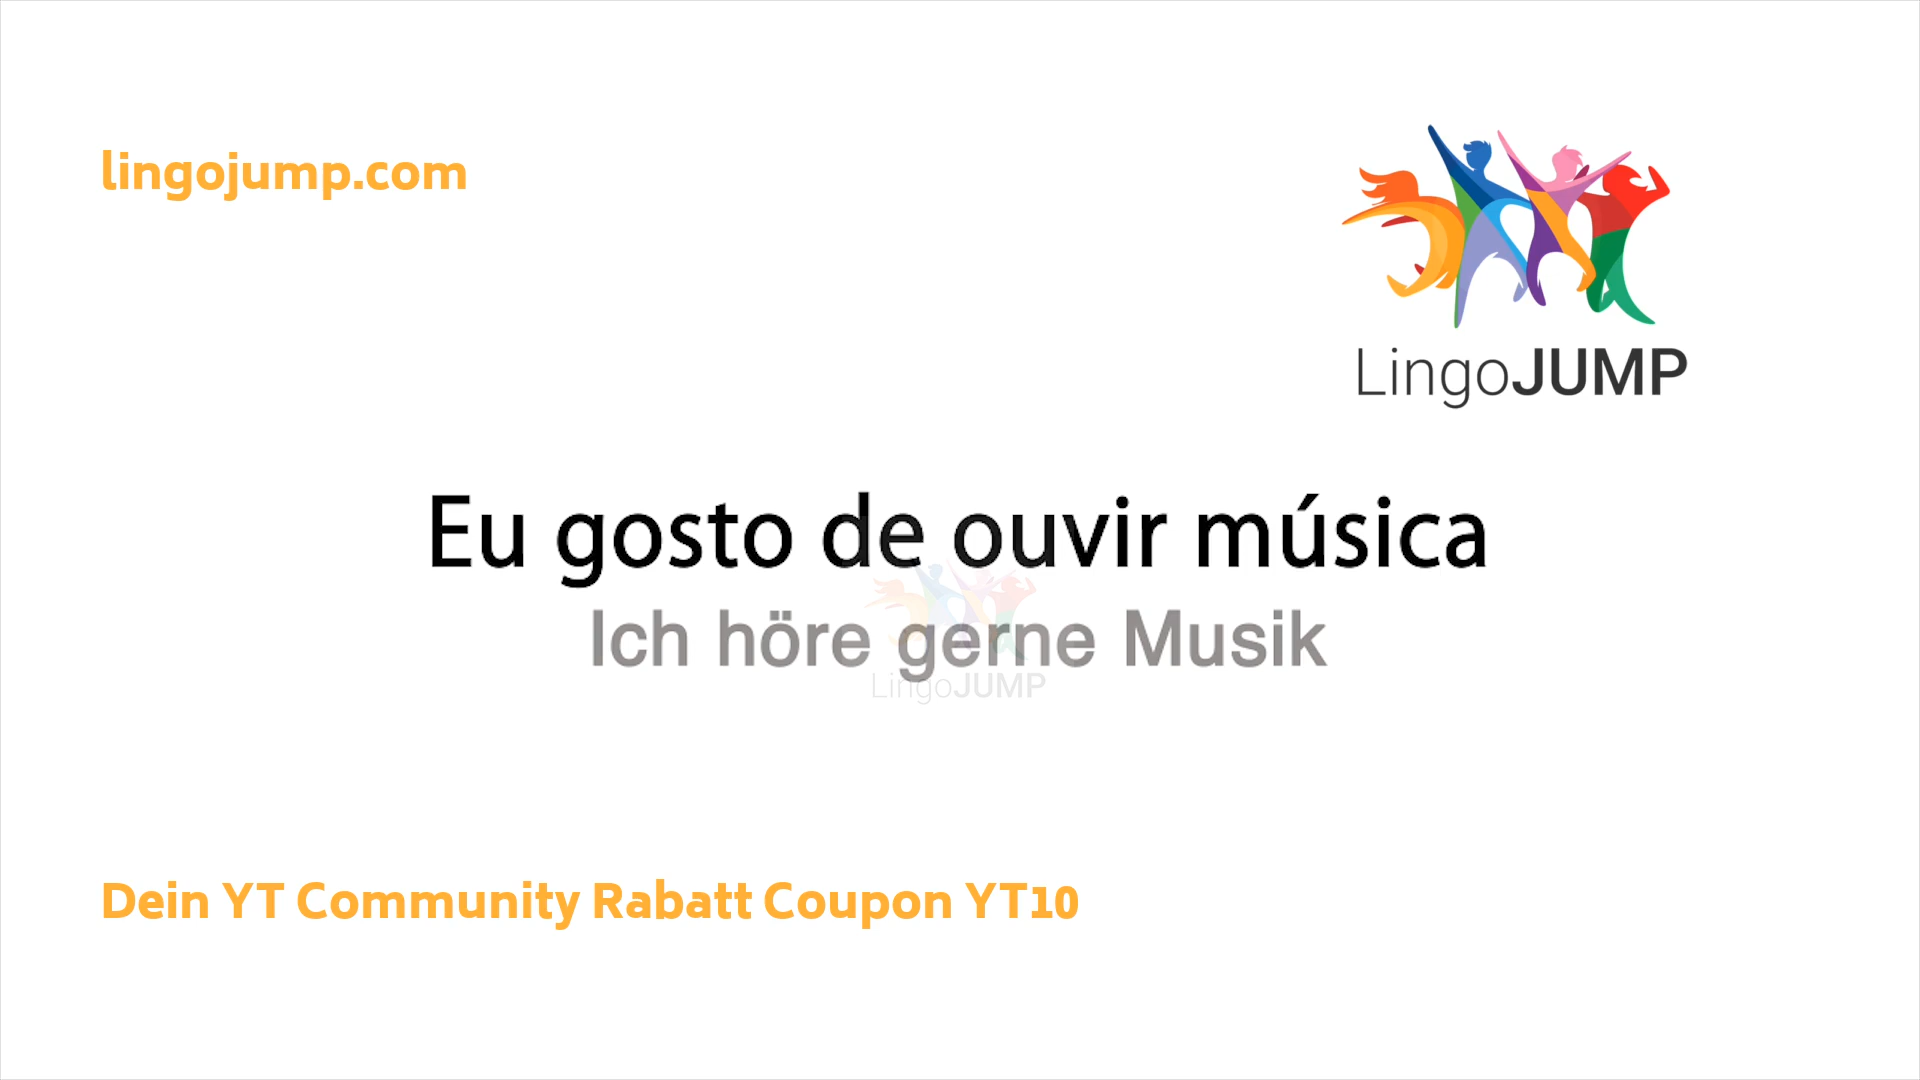 lingojump.com
LingoJUMP
Eu gosto de ouvir música
Ich höre gerne Musik
LingoJUMP
Dein YT Community Rabatt Coupon YT10